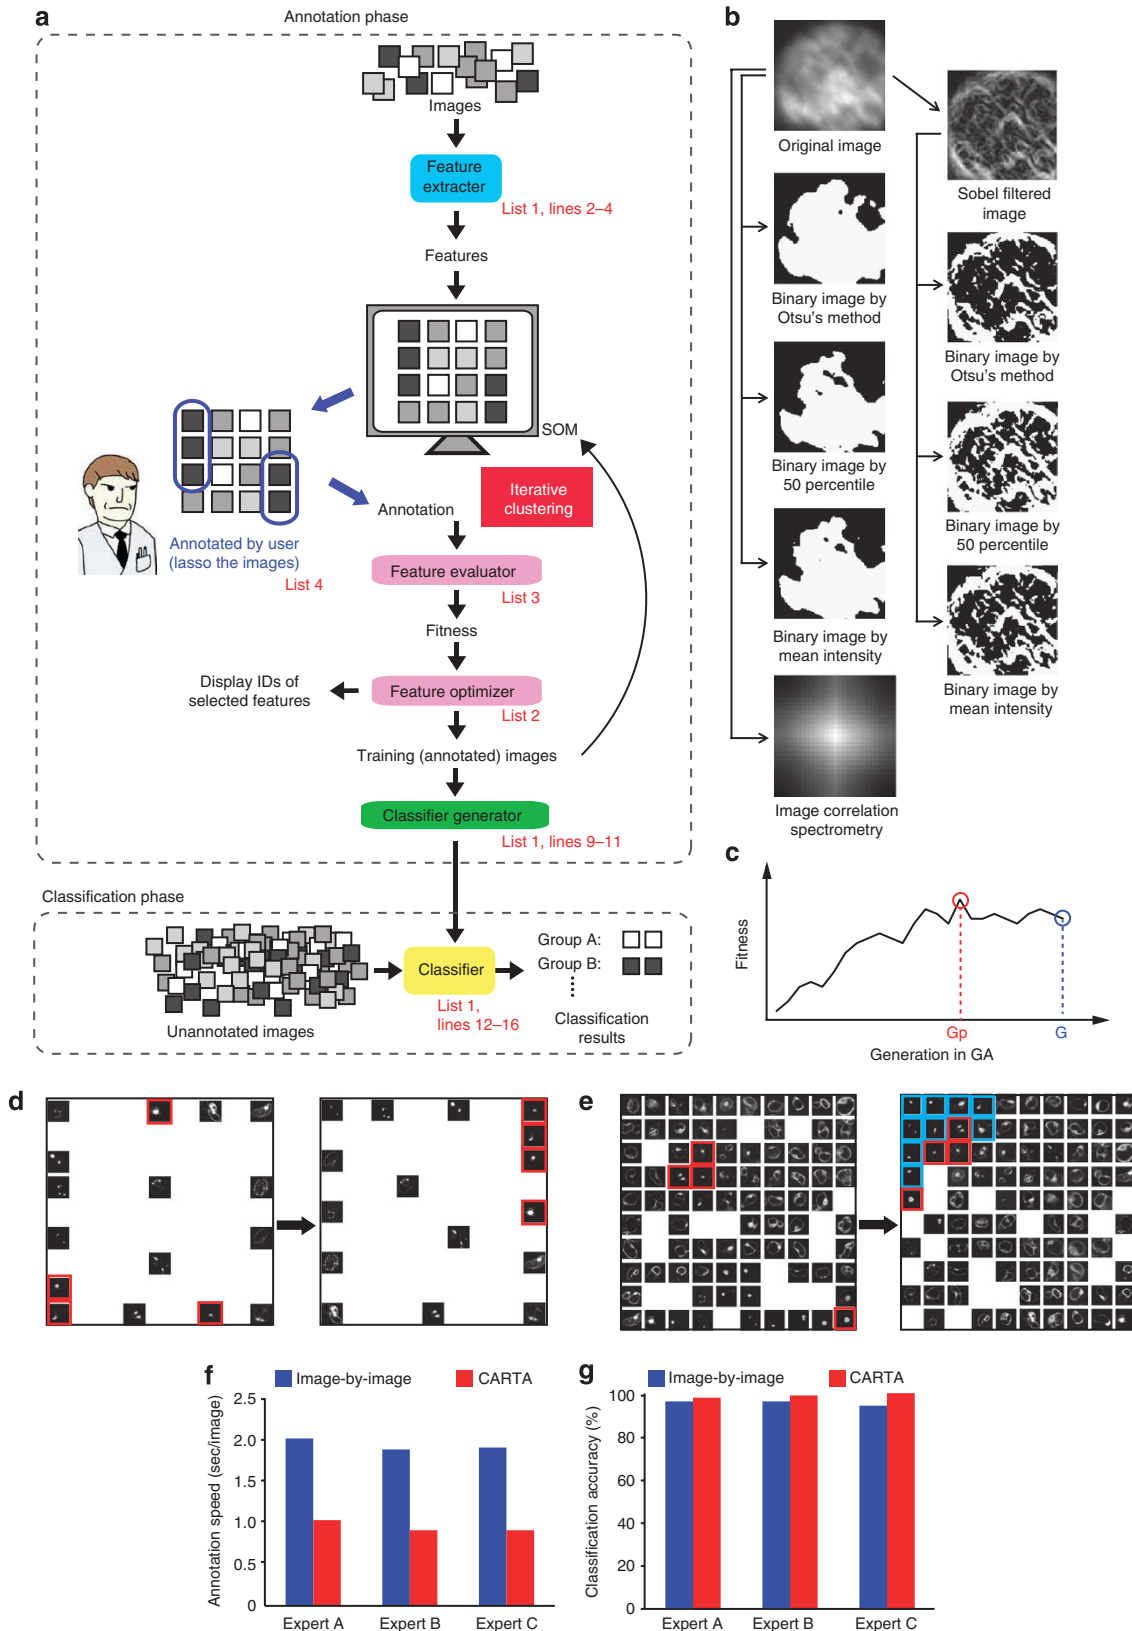 a
Annotation phase
Images
Feature
extracter
List 1, lines 2–4
Features
SOM
Iterative
clustering
Annotation
Annotated by user
(lasso the images)
List 4
Feature evaluator
List 3
Fitness
Display IDs of
selected features
Feature optimizer
List 2
Training (annotated) images
Classifier generator
List 1, lines 9–11
Classification phase
Unannotated images
Classifier
List 1,
lines 12–16
Group A:
Group B:
Classification
results
b
Original image
Sobel filtered
image
Binary image by
Otsu's method
Binary image by
Otsu's method
Binary image by
50 percentile
Binary image by
50 percentile
Binary image by
mean intensity
Binary image by
mean intensity
Image correlation
spectrometry
c
Fitness
Gp
G
Generation in GA
d
e
f
Image-by-image
CARTA
Annotation speed (sec/image)
2.5
2.0
1.5
1.0
0.5
0
Expert A
Expert B
Expert C
g
Image-by-image
CARTA
Classification accuracy (%)
100
80
60
40
20
0
Expert A
Expert B
Expert C